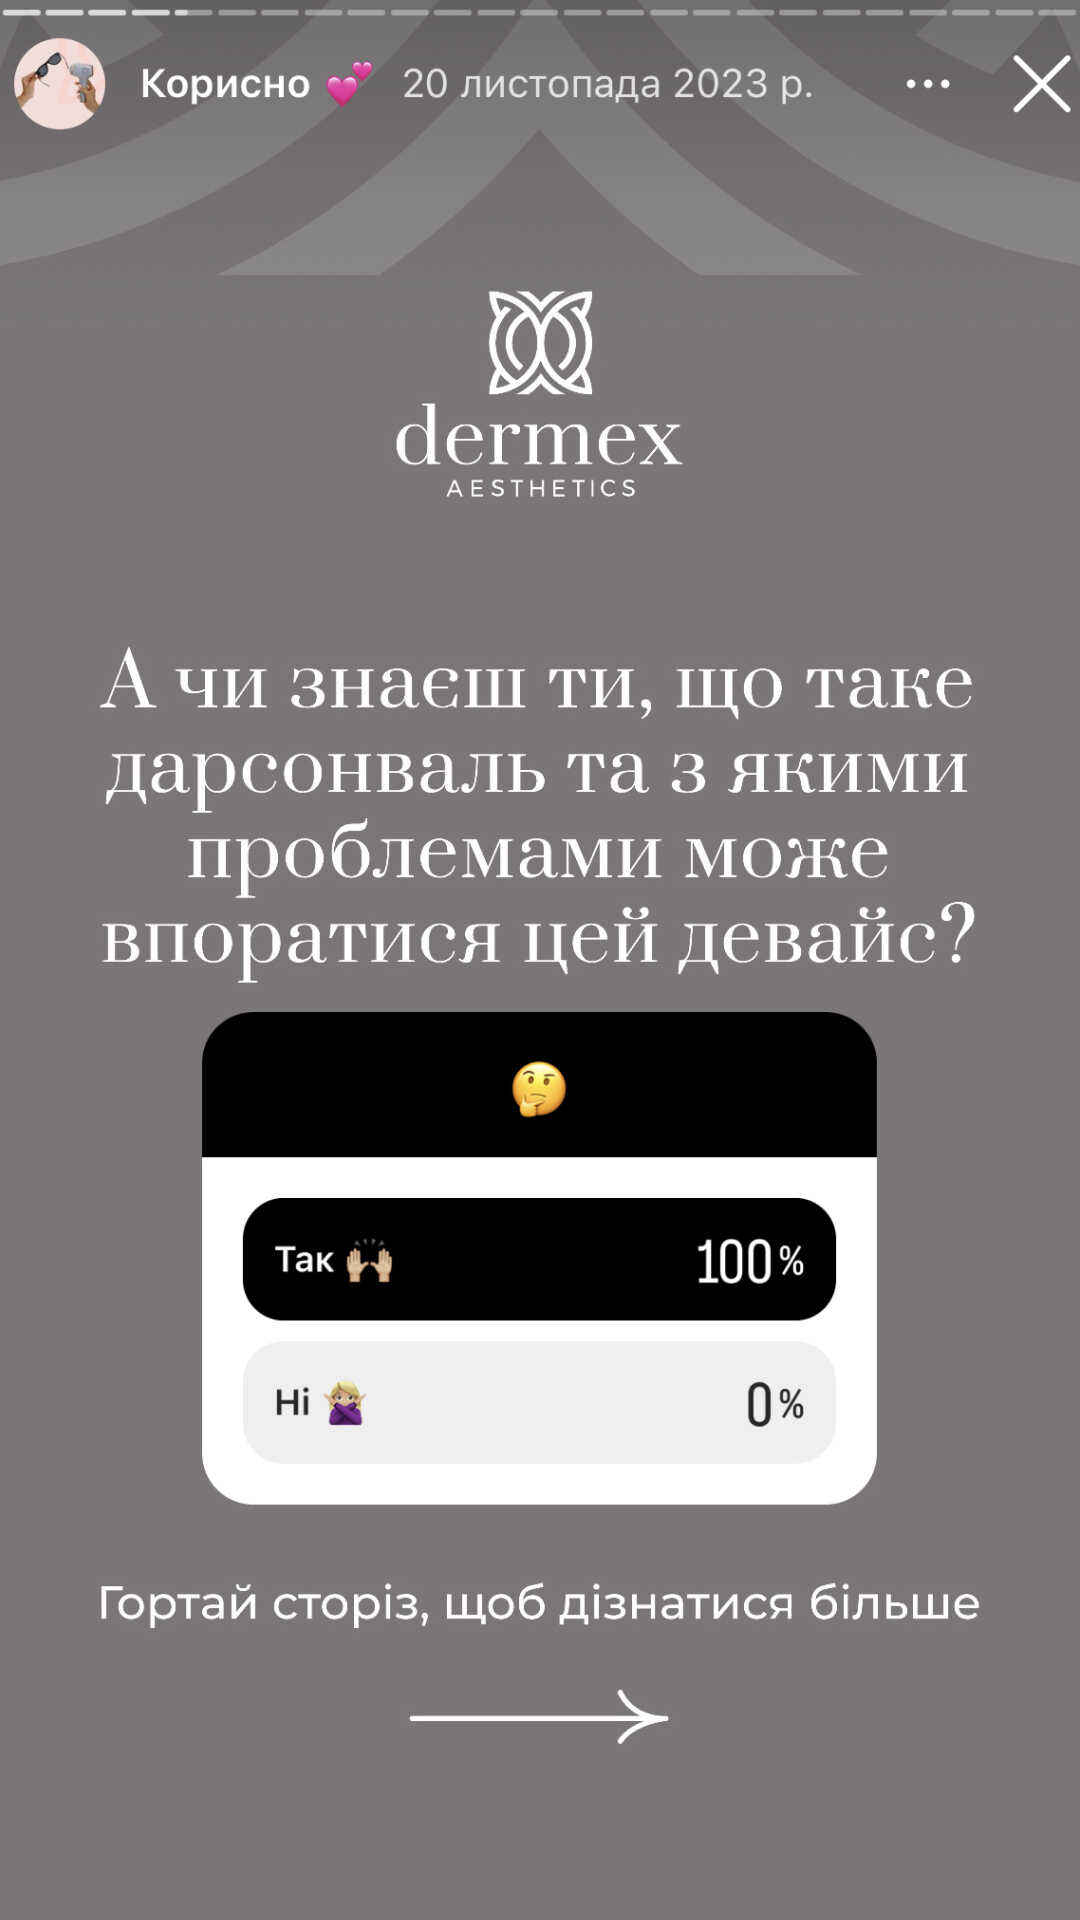 Корисно 💕 20 листопада 2023 р.
dermex
AESTHETICS
А чи знаєш ти, що таке
дарсонваль та з якими
проблемами може
впоратися цей девайс?
🤔
Так 🙌🏼 100%
Ні 🙅🏼‍♀️ 0%
Гортай сторіз, щоб дізнатися більше